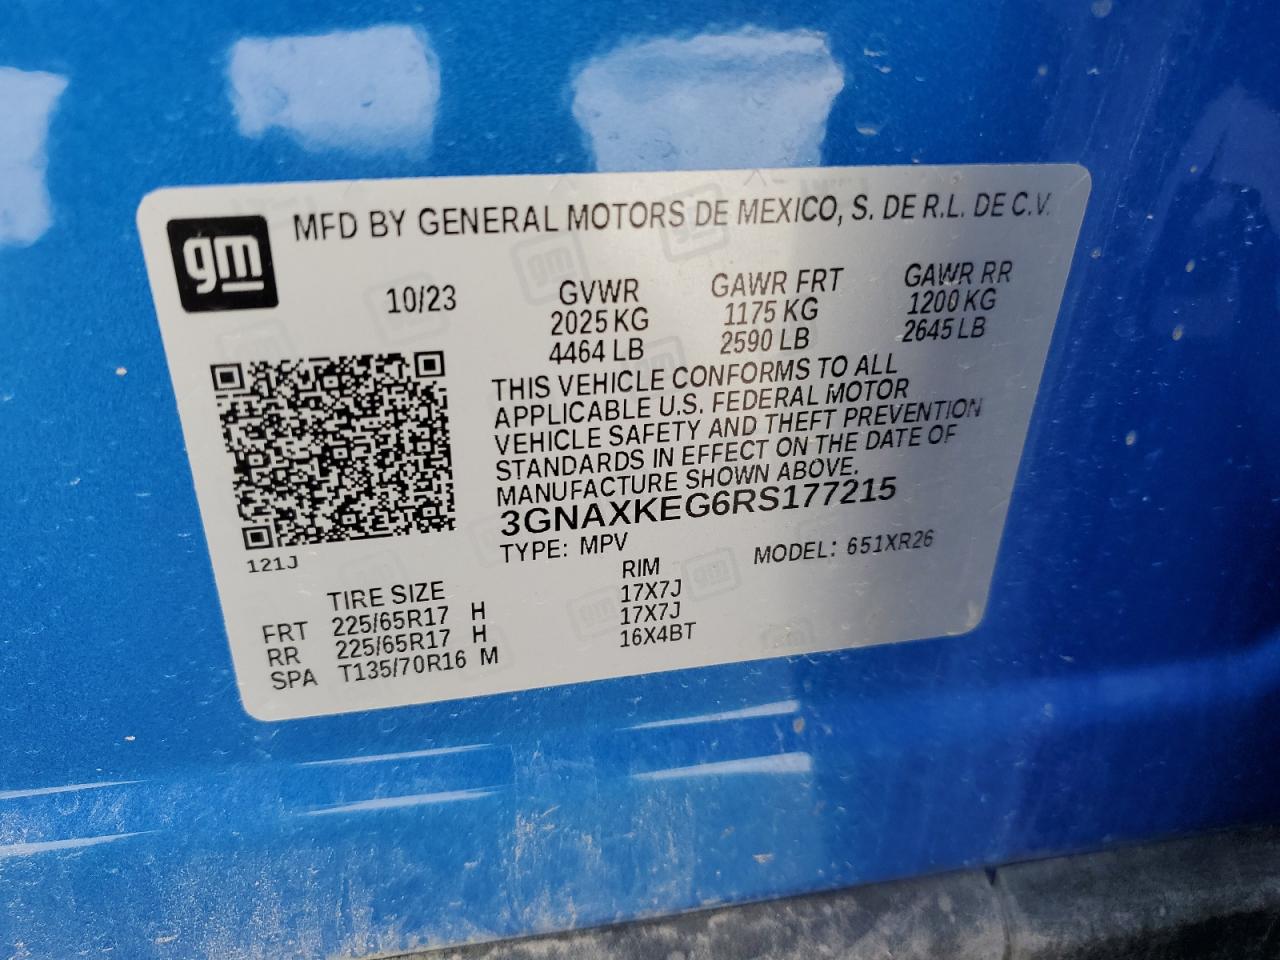 gm
MFD BY GENERAL MOTORS DE MEXICO, S. DE R.L. DE C.V.
10/23 GVWR GAWR FRT GAWR RR
2025 KG 1175 KG 1200 KG
4464 LB 2590 LB 2645 LB
THIS VEHICLE CONFORMS TO ALL
APPLICABLE U.S. FEDERAL MOTOR
VEHICLE SAFETY AND THEFT PREVENTION
STANDARDS IN EFFECT ON THE DATE OF
MANUFACTURE SHOWN ABOVE.
3GNAXKEG6RS177215
TYPE: MPV MODEL: 651XR26
121J
TIRE SIZE RIM
FRT 225/65R17 H 17X7J
RR 225/65R17 H 17X7J
SPA T135/70R16 M 16X4BT